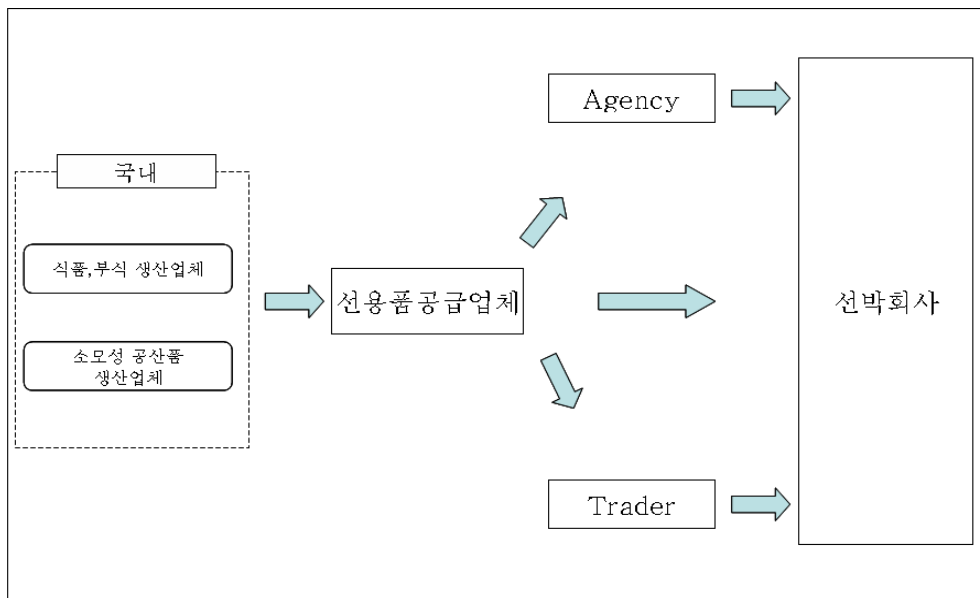 국내
식품,부식 생산업체
소모성 공산품
생산업체
선용품공급업체
Agency
Trader
선박회사